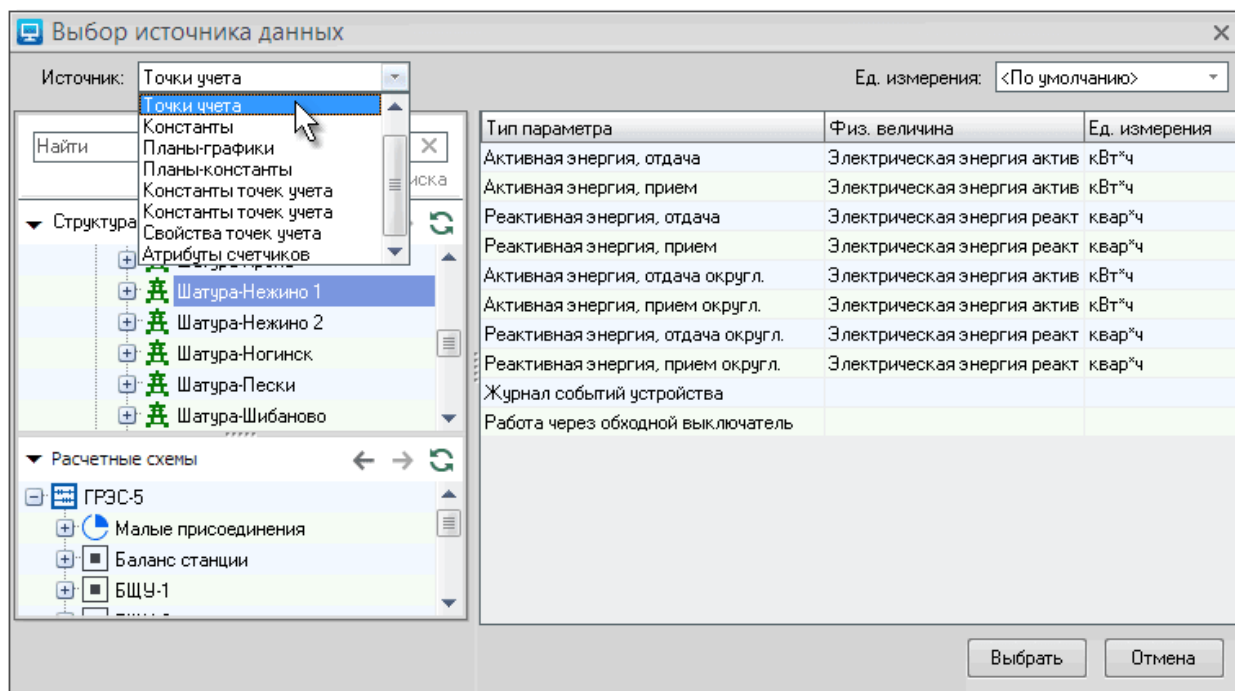 Выбор источника данных
Источник: Точки учета
Ед. измерения: <По умолчанию>
Точки учета
Константы
Планы-графики
Планы-константы
Константы точек учета
Константы точек учета
Свойства точек учета
Атрибуты счетчиков
Найти
Структура
Шатура-Нежино 1
Шатура-Нежино 2
Шатура-Ногинск
Шатура-Пески
Шатура-Шибаново
Расчетные схемы
ГРЭС-5
Малые присоединения
Баланс станции
БЩУ-1
Тип параметра Физ. величина Ед. измерения
Активная энергия, отдача Электрическая энергия актив кВт*ч
Активная энергия, прием Электрическая энергия актив кВт*ч
Реактивная энергия, отдача Электрическая энергия реакт квар*ч
Реактивная энергия, прием Электрическая энергия реакт квар*ч
Активная энергия, отдача округл. Электрическая энергия актив кВт*ч
Активная энергия, прием округл. Электрическая энергия актив кВт*ч
Реактивная энергия, отдача округл. Электрическая энергия реакт квар*ч
Реактивная энергия, прием округл. Электрическая энергия реакт квар*ч
Журнал событий устройства
Работа через обходной выключатель
Выбрать
Отмена